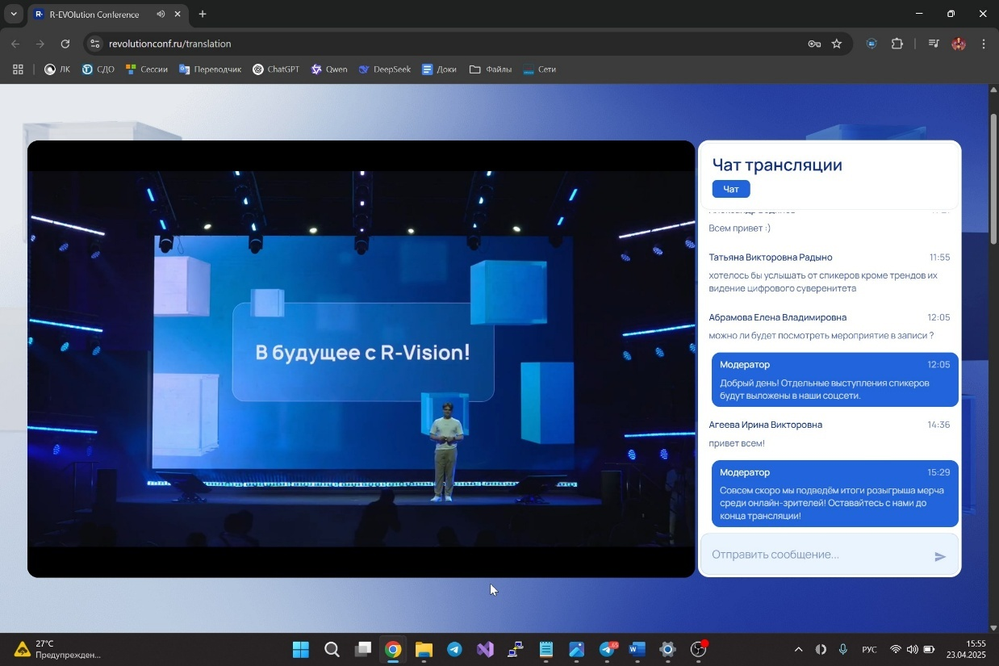 R-EVOlution Conference
revolutionconf.ru/translation
ЛК
СДО
Сессии
Переводчик
ChatGPT
Qwen
DeepSeek
Доки
Файлы
Сети
В будущее с R-Vision!
Чат трансляции
Чат
Всем привет :)
Татьяна Викторовна Радыно 11:55
хотелось бы услышать от спикеров кроме трендов их
видение цифрового суверенитета
Абрамова Елена Владимировна 12:05
можно ли будет посмотреть мероприятие в записи ?
Модератор 12:05
Добрый день! Отдельные выступления спикеров
будут выложены в наши соцсети.
Агеева Ирина Викторовна 14:36
привет всем!
Модератор 15:29
Совсем скоро мы подведём итоги розыгрыша мерча
среди онлайн-зрителей! Оставайтесь с нами до
конца трансляции!
Отправить сообщение...
27°C
Предупрежден...
РУС
15:55
23.04.2025